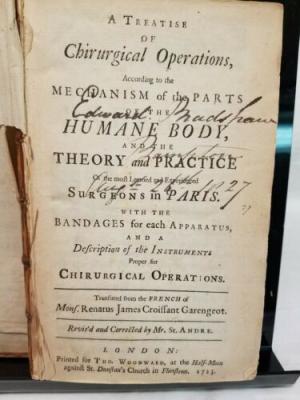 A TREATISE
OF
Chirurgical Operations,
According to the
MECHANISM of the PARTS
OF THE
Edward Bradshaw
HUMANE BODY,
AND THE
THEORY and PRACTICE
Of the most Learned and Experienced
SURGEONS in PARIS.
1827
WITH THE
BANDAGES for each APPARATUS,
AND A
Description of the INSTRUMENTS
Proper for
CHIRURGICAL OPERATIONS.
Translated from the FRENCH of
Mons. Renatus James Croissant Garengeot.
Revis'd and Corrected by Mr. St. ANDRE.
LONDON:
Printed for THO. WOODWARD, at the Half-Moon
against St. Dunstan's Church in Fleetstreet. 1723.